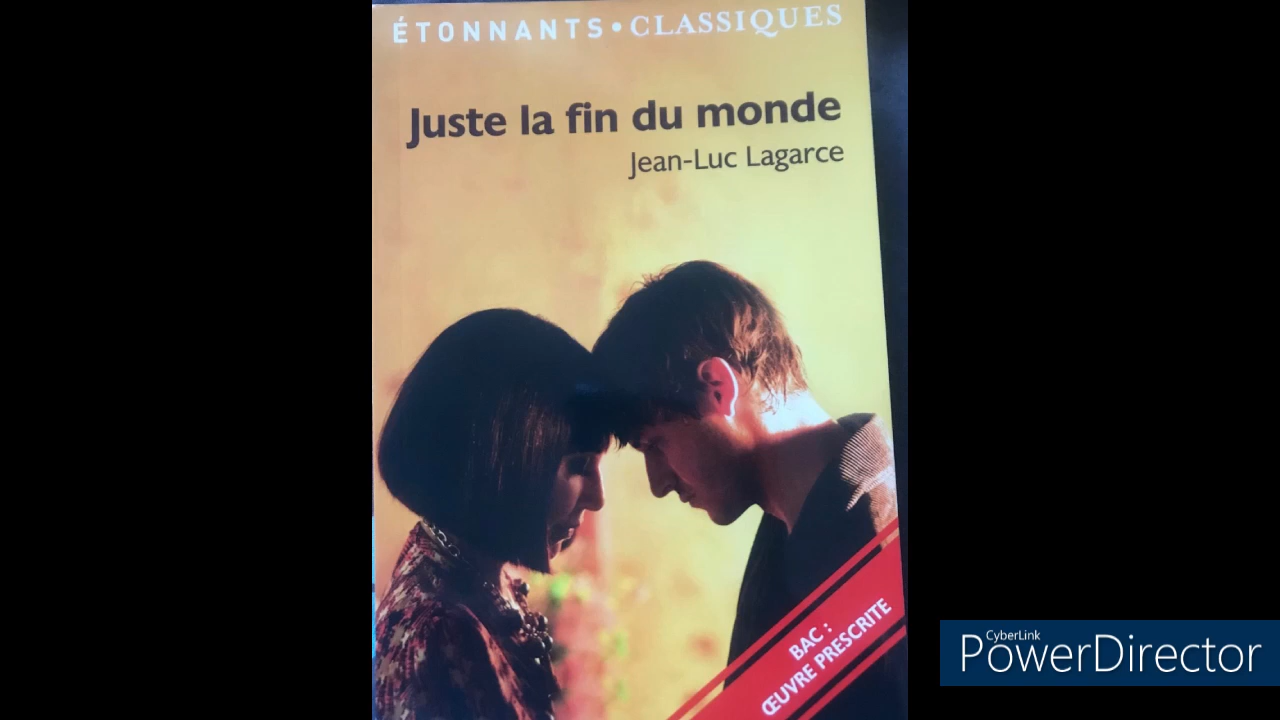 ÉTONNANTS • CLASSIQUES
Juste la fin du monde
Jean-Luc Lagarce
BAC :
ŒUVRE PRESCRITE
CyberLink
PowerDirector